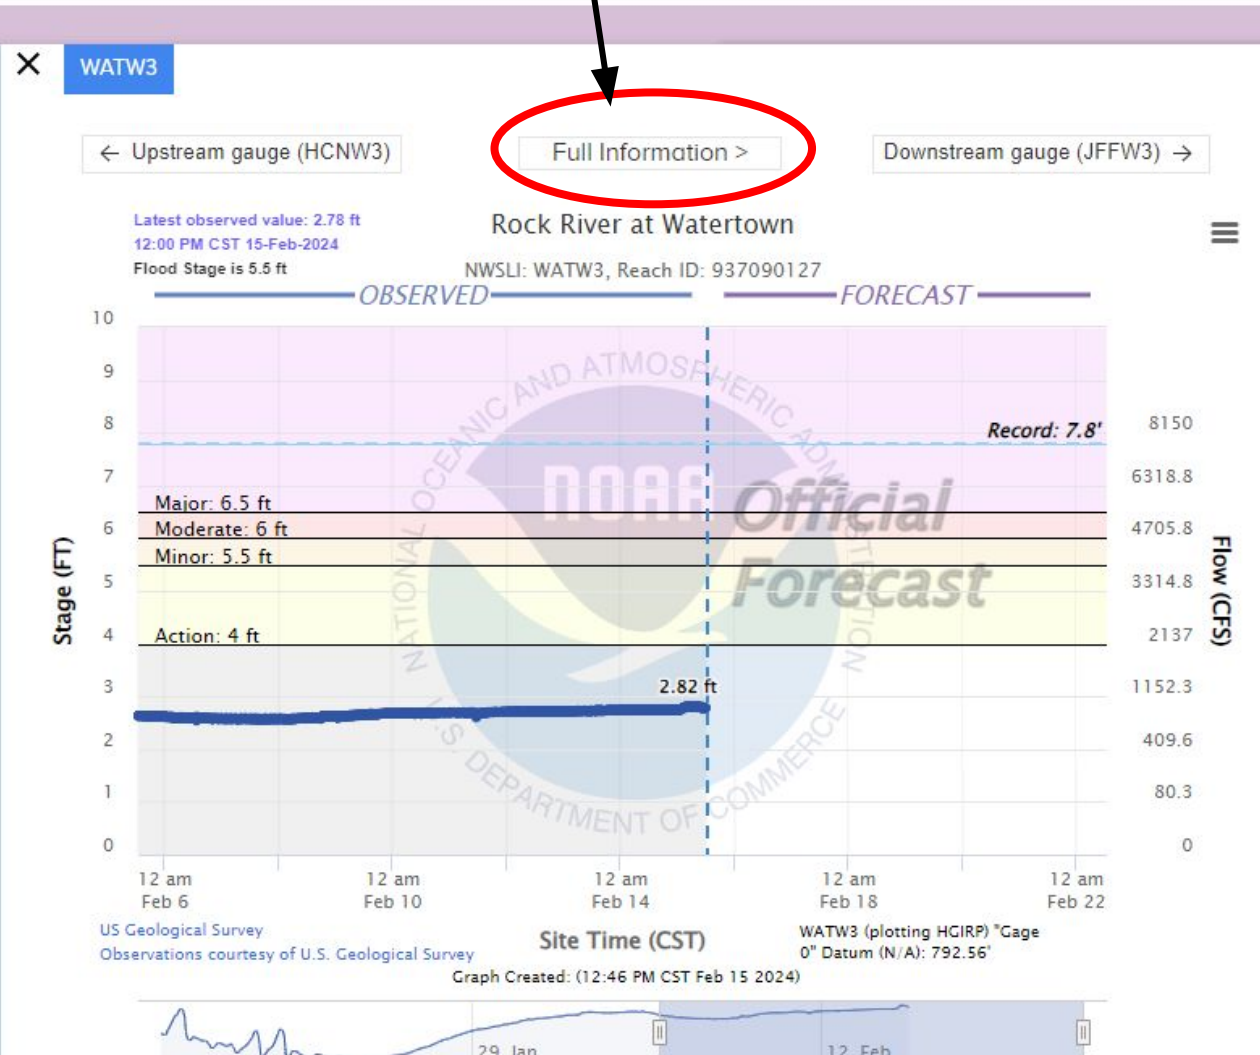 WATW3
← Upstream gauge (HCNW3)
Full Information >
Downstream gauge (JFFW3) →
Latest observed value: 2.78 ft
12:00 PM CST 15-Feb-2024
Flood Stage is 5.5 ft
Rock River at Watertown
NWSLI: WATW3, Reach ID: 937090127
OBSERVED
FORECAST
10
9
8
7
6
5
4
3
2
1
0
Stage (FT)
Record: 7.8'
Major: 6.5 ft
Moderate: 6 ft
Minor: 5.5 ft
Action: 4 ft
2.82 ft
NATIONAL OCEANIC AND ATMOSPHERIC ADMINISTRATION
NOAA
U.S. DEPARTMENT OF COMMERCE
Official
Forecast
8150
6318.8
4705.8
3314.8
2137
1152.3
409.6
80.3
0
Flow (CFS)
12 am
Feb 6
12 am
Feb 10
12 am
Feb 14
12 am
Feb 18
12 am
Feb 22
US Geological Survey
Observations courtesy of U.S. Geological Survey
Site Time (CST)
WATW3 (plotting HGIRP) "Gage
0" Datum (N/A): 792.56'
Graph Created: (12:46 PM CST Feb 15 2024)
29. Jan
12. Feb